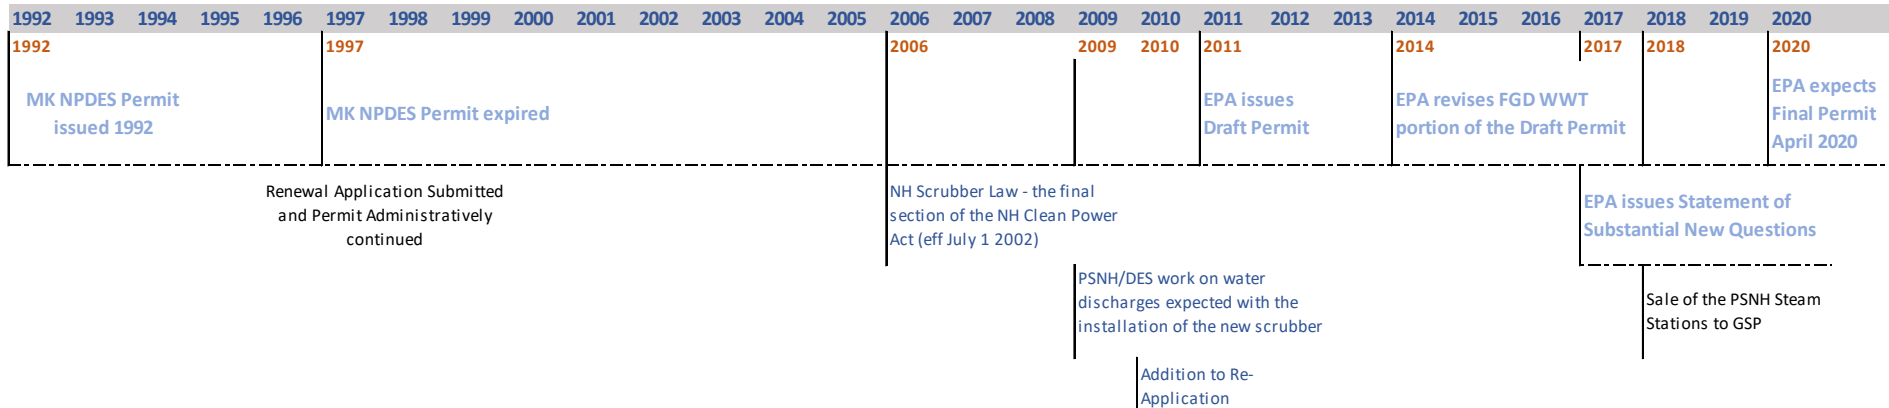 1992 1993 1994 1995 1996 1997 1998 1999 2000 2001 2002 2003 2004 2005 2006 2007 2008 2009 2010 2011 2012 2013 2014 2015 2016 2017 2018 2019 2020
1992 1997 2006 2009 2010 2011 2014 2017 2018 2020
MK NPDES Permit
issued 1992
MK NPDES Permit expired
EPA issues
Draft Permit
EPA revises FGD WWT
portion of the Draft Permit
EPA expects
Final Permit
April 2020
Renewal Application Submitted
and Permit Administratively
continued
NH Scrubber Law - the final
section of the NH Clean Power
Act (eff July 1 2002)
EPA issues Statement of
Substantial New Questions
PSNH/DES work on water
discharges expected with the
installation of the new scrubber
Sale of the PSNH Steam
Stations to GSP
Addition to Re-
Application